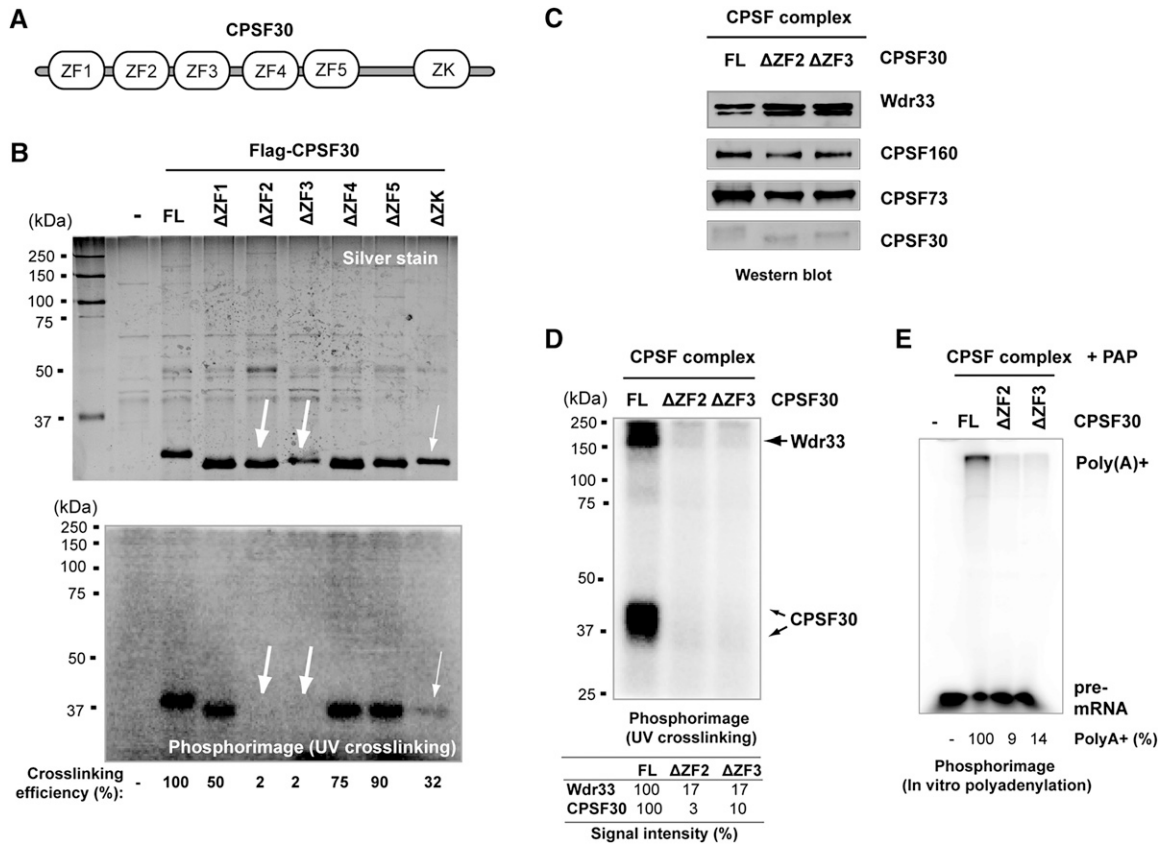 A
CPSF30
ZF1 ZF2 ZF3 ZF4 ZF5 ZK
B
Flag-CPSF30
(kDa) - FL ΔZF1 ΔZF2 ΔZF3 ΔZF4 ΔZF5 ΔZK
Silver stain
250
150
100
75
50
37
(kDa)
250
150
100
75
50
37
Phosphorimage (UV crosslinking)
Crosslinking
efficiency (%): - 100 50 2 2 75 90 32
C
CPSF complex
FL ΔZF2 ΔZF3 CPSF30
Wdr33
CPSF160
CPSF73
CPSF30
Western blot
D
CPSF complex
(kDa) FL ΔZF2 ΔZF3 CPSF30
250
150
100
75
50
37
25
Wdr33
CPSF30
Phosphorimage
(UV crosslinking)
FL ΔZF2 ΔZF3
Wdr33 100 17 17
CPSF30 100 3 10
Signal intensity (%)
E
CPSF complex + PAP
- FL ΔZF2 ΔZF3 CPSF30
Poly(A)+
pre-
mRNA
- 100 9 14 PolyA+ (%)
Phosphorimage
(In vitro polyadenylation)